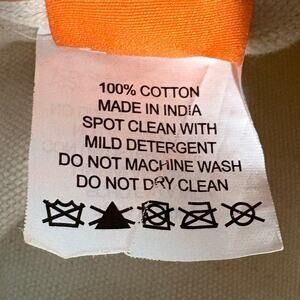 100% COTTON
MADE IN INDIA
SPOT CLEAN WITH
MILD DETERGENT
DO NOT MACHINE WASH
DO NOT DRY CLEAN